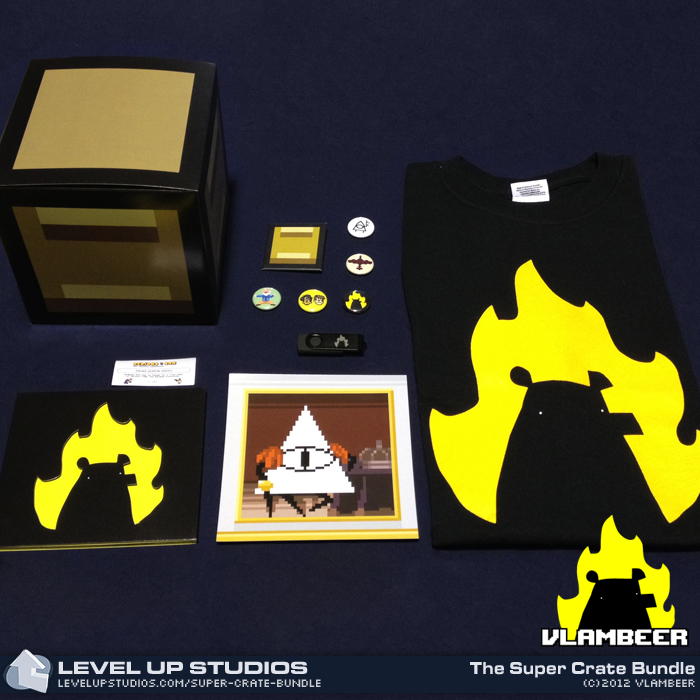 VLAMBEER
LEVEL UP STUDIOS
LEVELUPSTUDIOS.COM/SUPER-CRATE-BUNDLE
The Super Crate Bundle
(C)2012 VLAMBEER